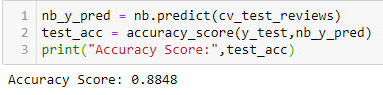 1 nb_y_pred = nb.predict(cv_test_reviews)
2 test_acc = accuracy_score(y_test,nb_y_pred)
3 print("Accuracy Score:",test_acc)
Accuracy Score: 0.8848